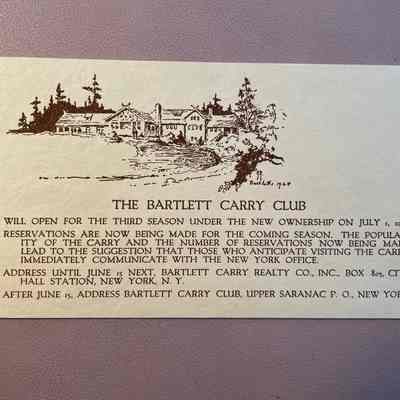 THE BARTLETT CARRY CLUB
WILL OPEN FOR THE THIRD SEASON UNDER THE NEW OWNERSHIP ON JULY 1,
RESERVATIONS ARE NOW BEING MADE FOR THE COMING SEASON. THE POPULA
ITY OF THE CARRY AND THE NUMBER OF RESERVATIONS NOW BEING MA
LEAD TO THE SUGGESTION THAT THOSE WHO ANTICIPATE VISITING THE CARR
IMMEDIATELY COMMUNICATE WITH THE NEW YORK OFFICE.
ADDRESS UNTIL JUNE 15 NEXT, BARTLETT CARRY REALTY CO., INC., BOX 825, CI
HALL STATION, NEW YORK, N. Y.
AFTER JUNE 15, ADDRESS BARTLETT CARRY CLUB, UPPER SARANAC P. O., NEW YO